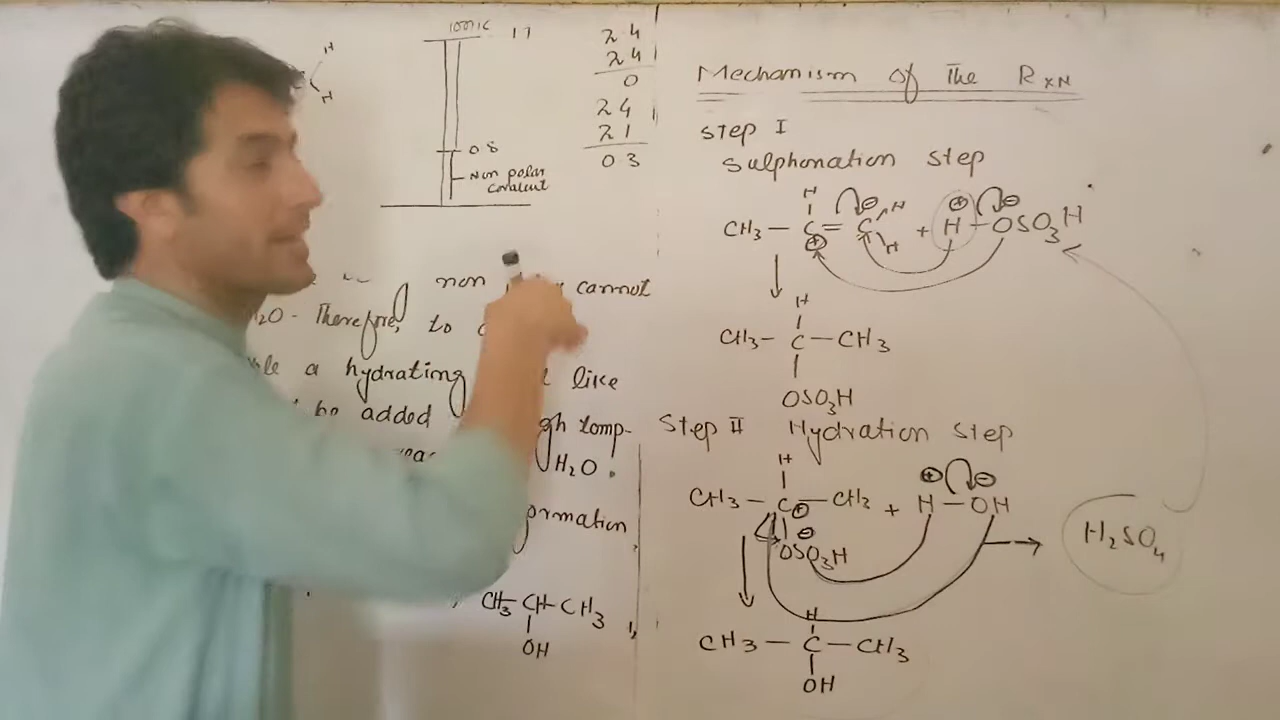 H
H
IONIC 1 7
0 8
Non polar
covalent
2 4
2 4
0
2 4
2 1
0 3
non cannot
H2O - Therefore, to
a hydrating like
be added gh temp-
H2O .
ormation
CH3 - CH - CH3
OH
Mechanism of The RXN
Step I
Sulphonation step
H
CH3 — C = C H + H — OSO3H
⊕ ⊖ ⊕ ⊖
H
H
CH3 — C — CH3
OSO3H
Step II Hydration step
H ⊕ ⊖
CH3 — C — CH3 + H — OH
⊕ ⊖
OSO3H
H2SO4
H
CH3 — C — CH3
OH